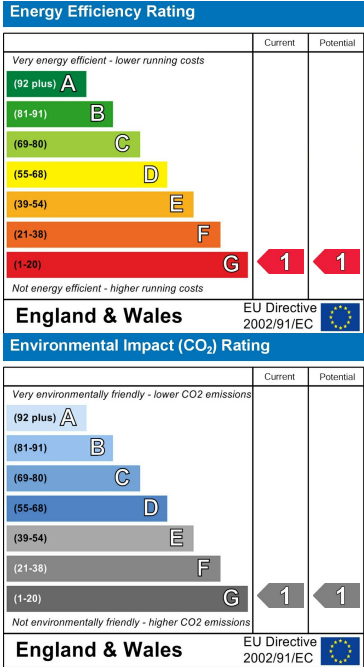 Energy Efficiency Rating
Current Potential
Very energy efficient - lower running costs
(92 plus) A
(81-91) B
(69-80) C
(55-68) D
(39-54) E
(21-38) F
(1-20) G 1 1
Not energy efficient - higher running costs
England & Wales EU Directive
2002/91/EC
Environmental Impact (CO₂) Rating
Current Potential
Very environmentally friendly - lower CO2 emissions
(92 plus) A
(81-91) B
(69-80) C
(55-68) D
(39-54) E
(21-38) F
(1-20) G 1 1
Not environmentally friendly - higher CO2 emissions
England & Wales EU Directive
2002/91/EC